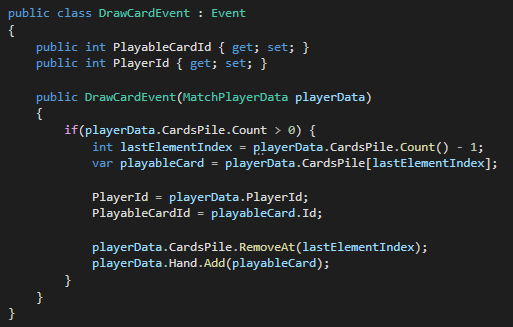 public class DrawCardEvent : Event
{
    public int PlayableCardId { get; set; }
    public int PlayerId { get; set; }

    public DrawCardEvent(MatchPlayerData playerData)
    {
        if(playerData.CardsPile.Count > 0) {
            int lastElementIndex = playerData.CardsPile.Count() - 1;
            var playableCard = playerData.CardsPile[lastElementIndex];

            PlayerId = playerData.PlayerId;
            PlayableCardId = playableCard.Id;

            playerData.CardsPile.RemoveAt(lastElementIndex);
            playerData.Hand.Add(playableCard);
        }
    }
}